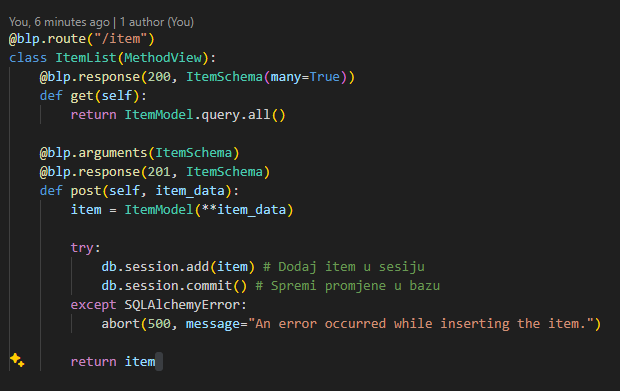 You, 6 minutes ago | 1 author (You)
@blp.route("/item")
class ItemList(MethodView):
    @blp.response(200, ItemSchema(many=True))
    def get(self):
        return ItemModel.query.all()

    @blp.arguments(ItemSchema)
    @blp.response(201, ItemSchema)
    def post(self, item_data):
        item = ItemModel(**item_data)

        try:
            db.session.add(item) # Dodaj item u sesiju
            db.session.commit() # Spremi promjene u bazu
        except SQLAlchemyError:
            abort(500, message="An error occurred while inserting the item.")

        return item